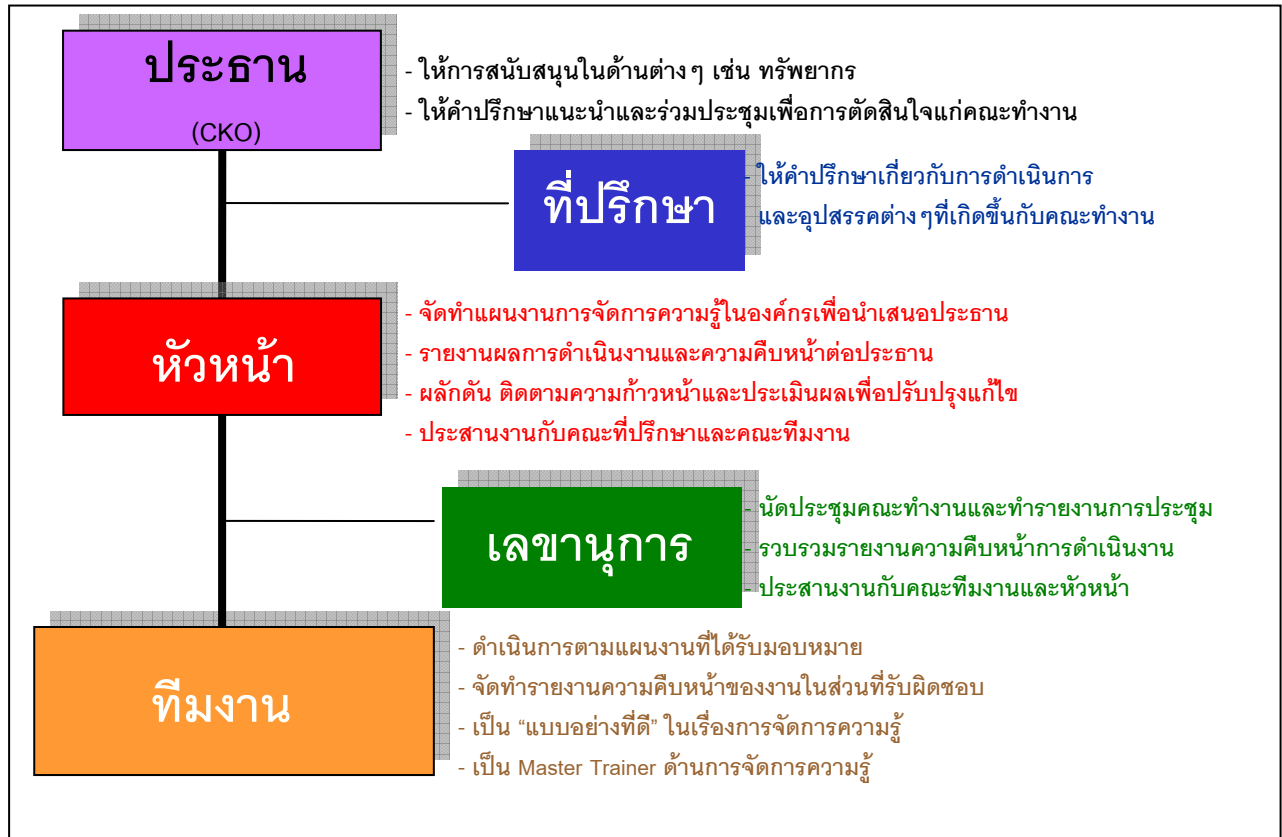 ประธาน
(CKO)
- ให้การสนับสนุนในด้านต่าง ๆ เช่น ทรัพยากร
- ให้คำปรึกษาแนะนำและร่วมประชุมเพื่อการตัดสินใจแก่คณะทำงาน
ที่ปรึกษา
- ให้คำปรึกษาเกี่ยวกับการดำเนินการ
และอุปสรรคต่าง ๆที่เกิดขึ้นกับคณะทำงาน
หัวหน้า
- จัดทำแผนงานการจัดการความรู้ในองค์กรเพื่อนำเสนอประธาน
- รายงานผลการดำเนินงานและความคืบหน้าต่อประธาน
- ผลักดัน ติดตามความก้าวหน้าและประเมินผลเพื่อปรับปรุงแก้ไข
- ประสานงานกับคณะที่ปรึกษาและคณะทีมงาน
เลขานุการ
- นัดประชุมคณะทำงานและทำรายงานการประชุม
- รวบรวมรายงานความคืบหน้าการดำเนินงาน
- ประสานงานกับคณะทีมงานและหัวหน้า
ทีมงาน
- ดำเนินการตามแผนงานที่ได้รับมอบหมาย
- จัดทำรายงานความคืบหน้าของงานในส่วนที่รับผิดชอบ
- เป็น “แบบอย่างที่ดี” ในเรื่องการจัดการความรู้
- เป็น Master Trainer ด้านการจัดการความรู้